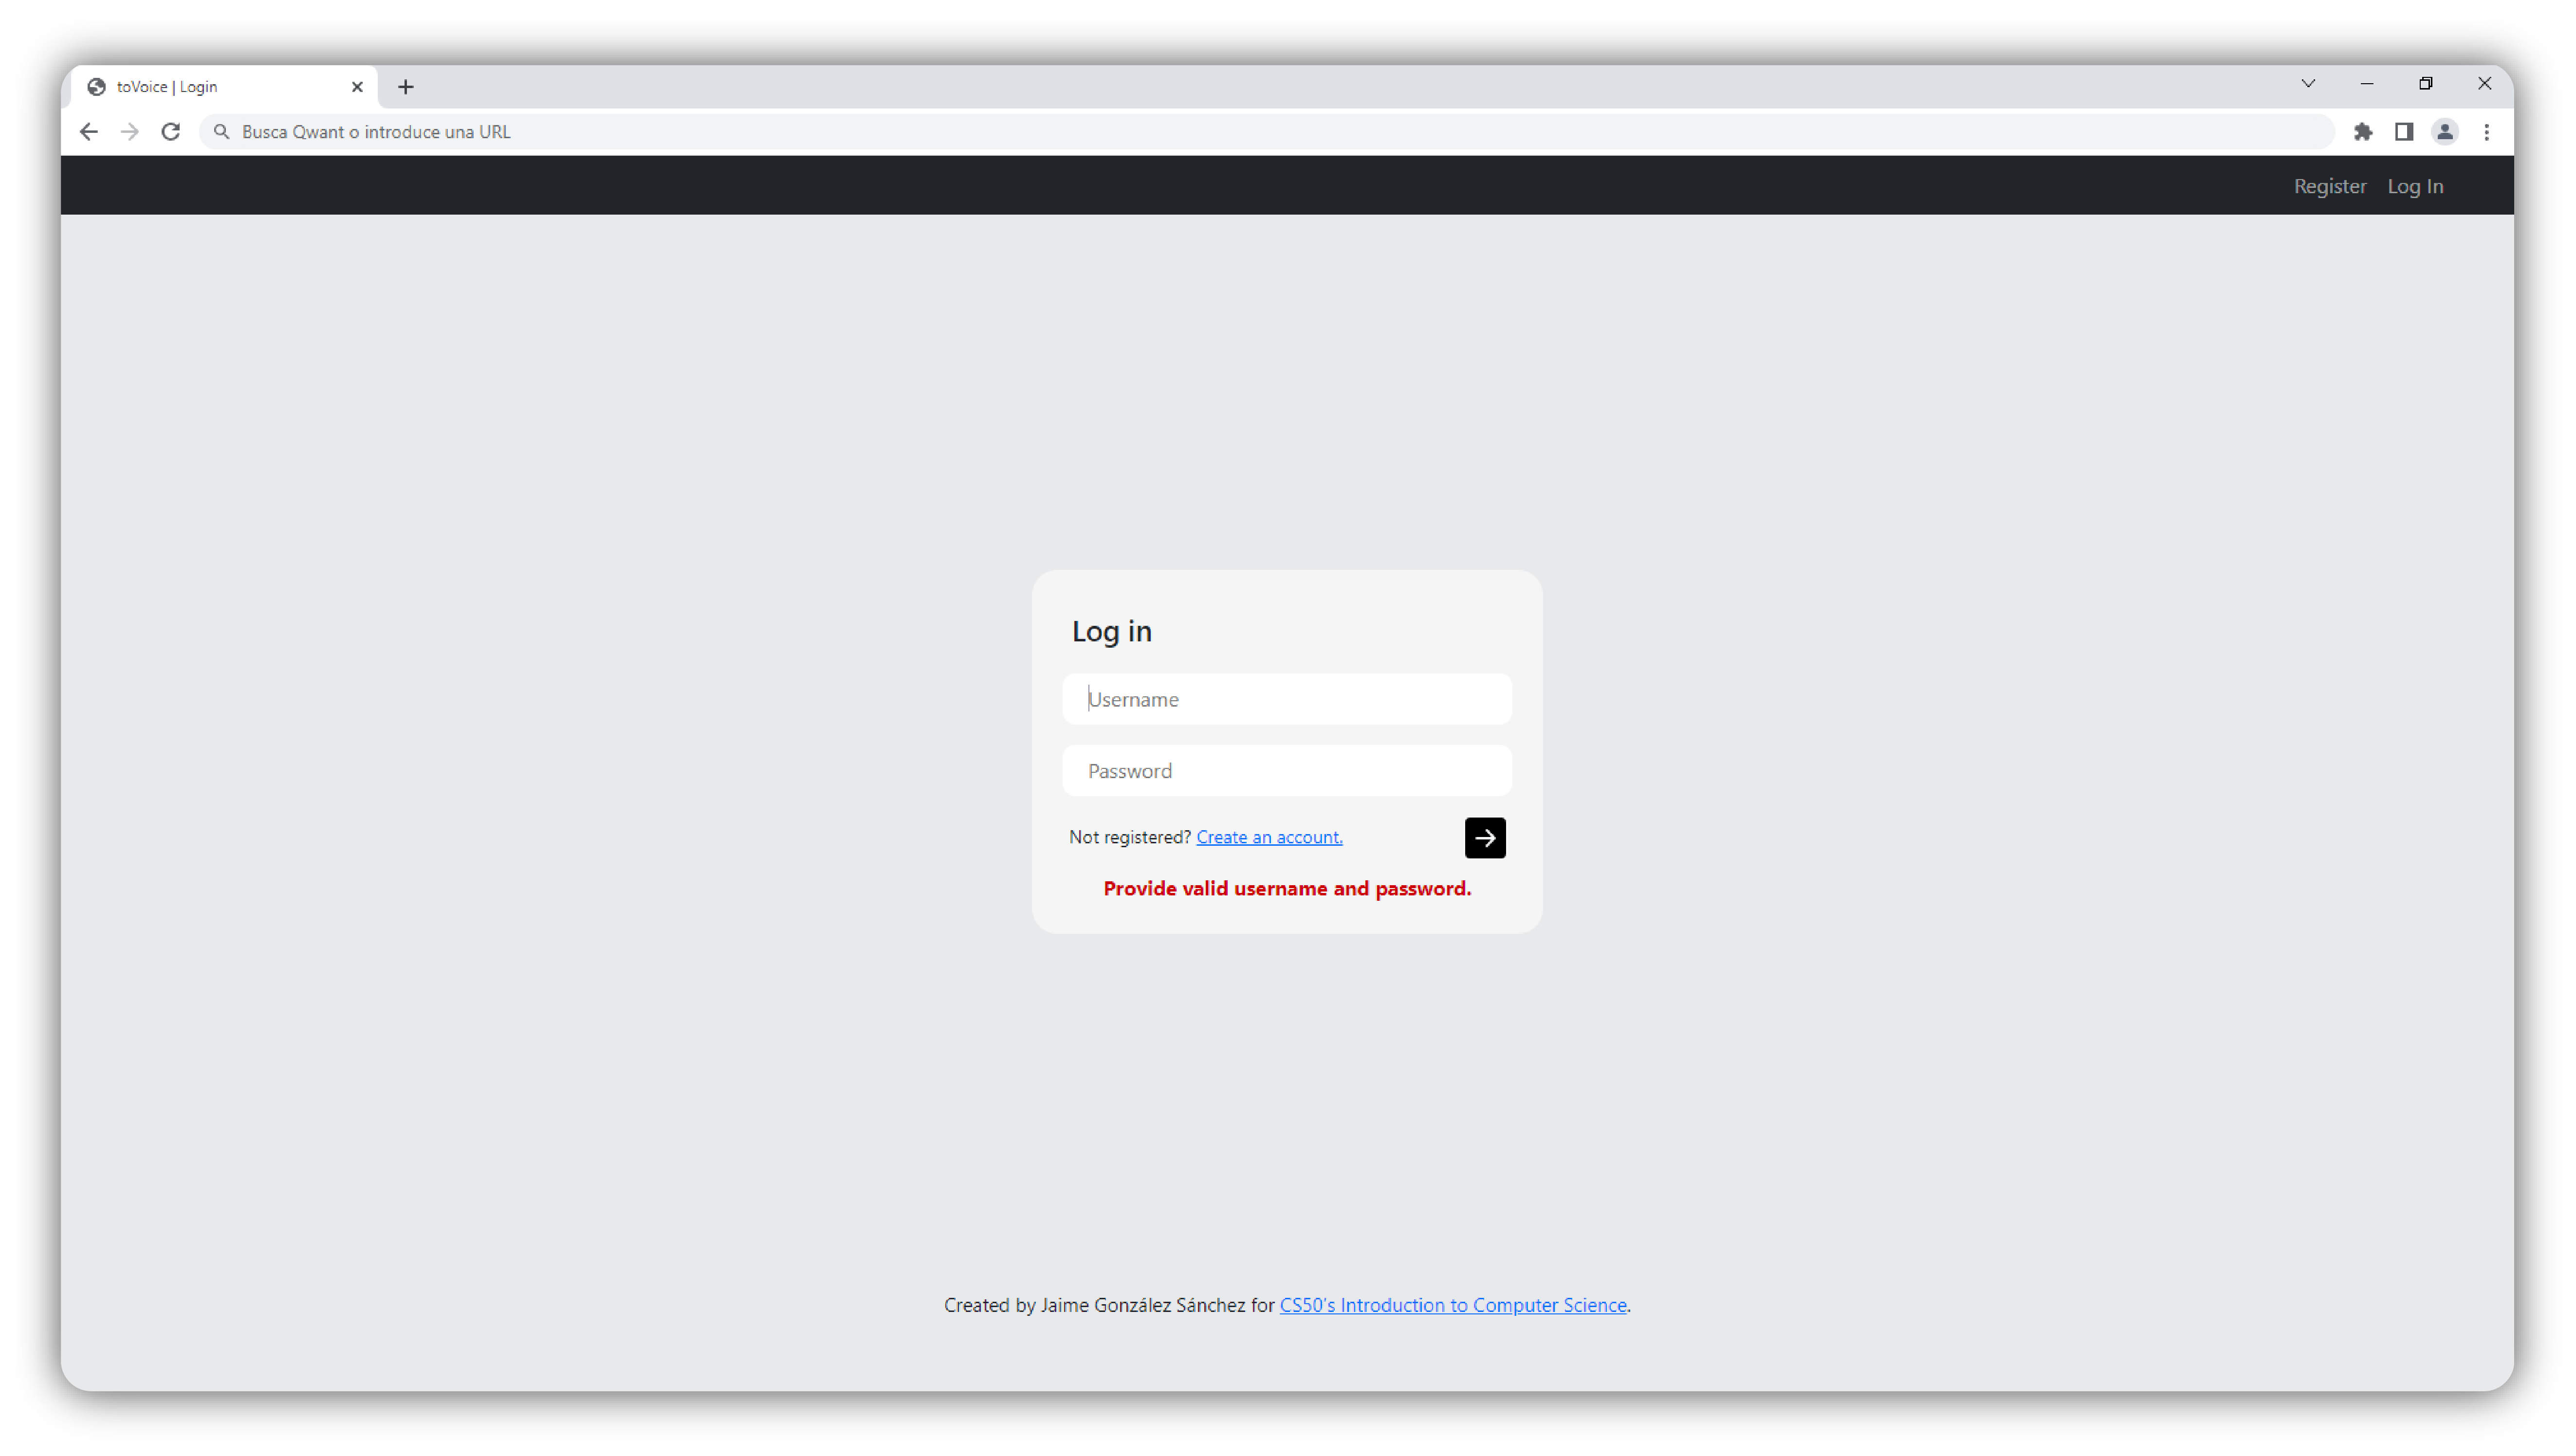 toVoice | Login
Busca Qwant o introduce una URL
Register Log In
Log in
Username
Password
Not registered? Create an account.
Provide valid username and password.
Created by Jaime González Sánchez for CS50's Introduction to Computer Science.